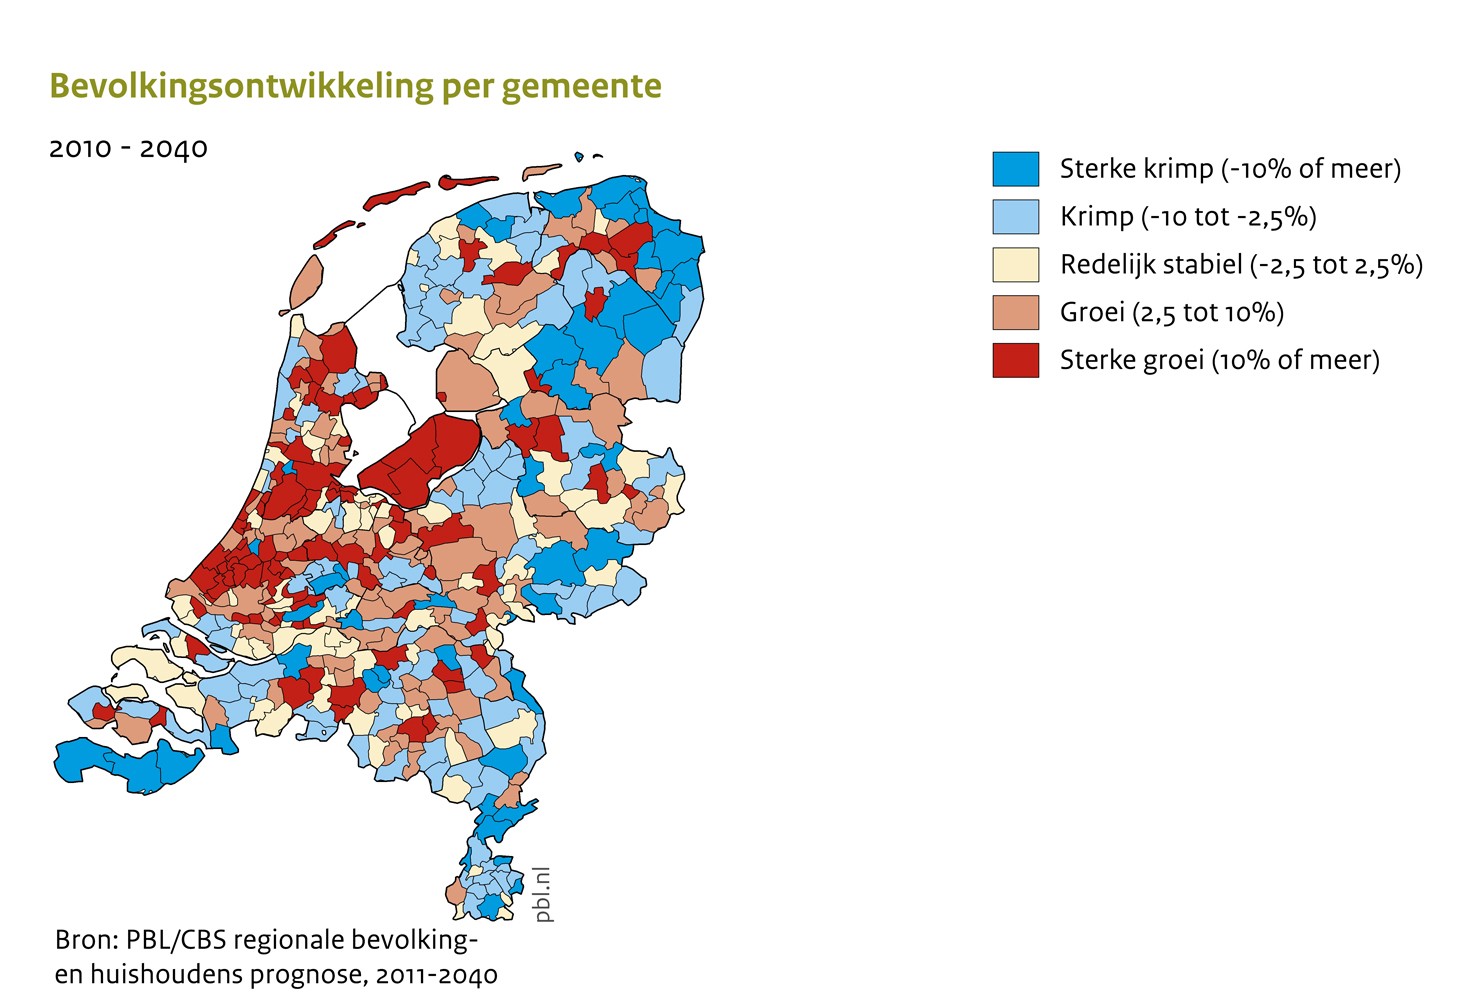 Bevolkingsontwikkeling per gemeente
2010 - 2040
Sterke krimp (-10% of meer)
Krimp (-10 tot -2,5%)
Redelijk stabiel (-2,5 tot 2,5%)
Groei (2,5 tot 10%)
Sterke groei (10% of meer)
pbl.nl
Bron: PBL/CBS regionale bevolking-
en huishoudens prognose, 2011-2040